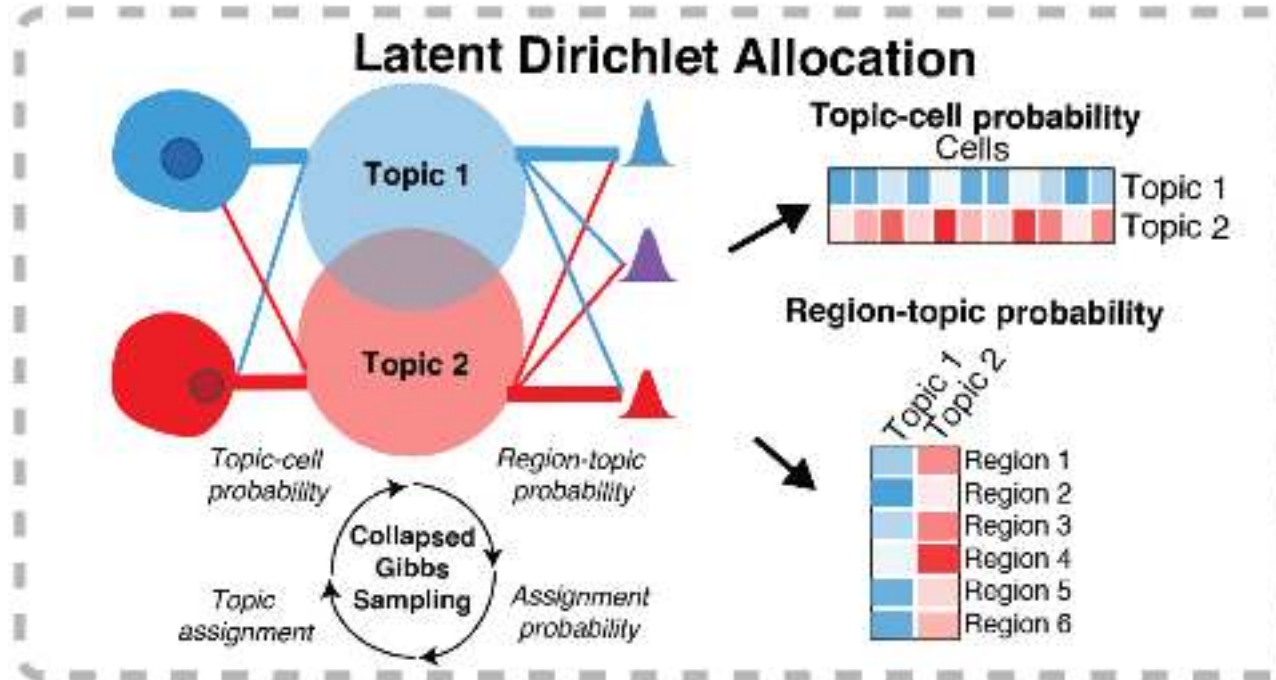 Latent Dirichlet Allocation
Topic 1
Topic 2
Topic-cell
probability
Region-topic
probability
Collapsed
Gibbs
Sampling
Topic
assignment
Assignment
probability
Topic-cell probability
Cells
Topic 1
Topic 2
Region-topic probability
Topic 1
Topic 2
Region 1
Region 2
Region 3
Region 4
Region 5
Region 6